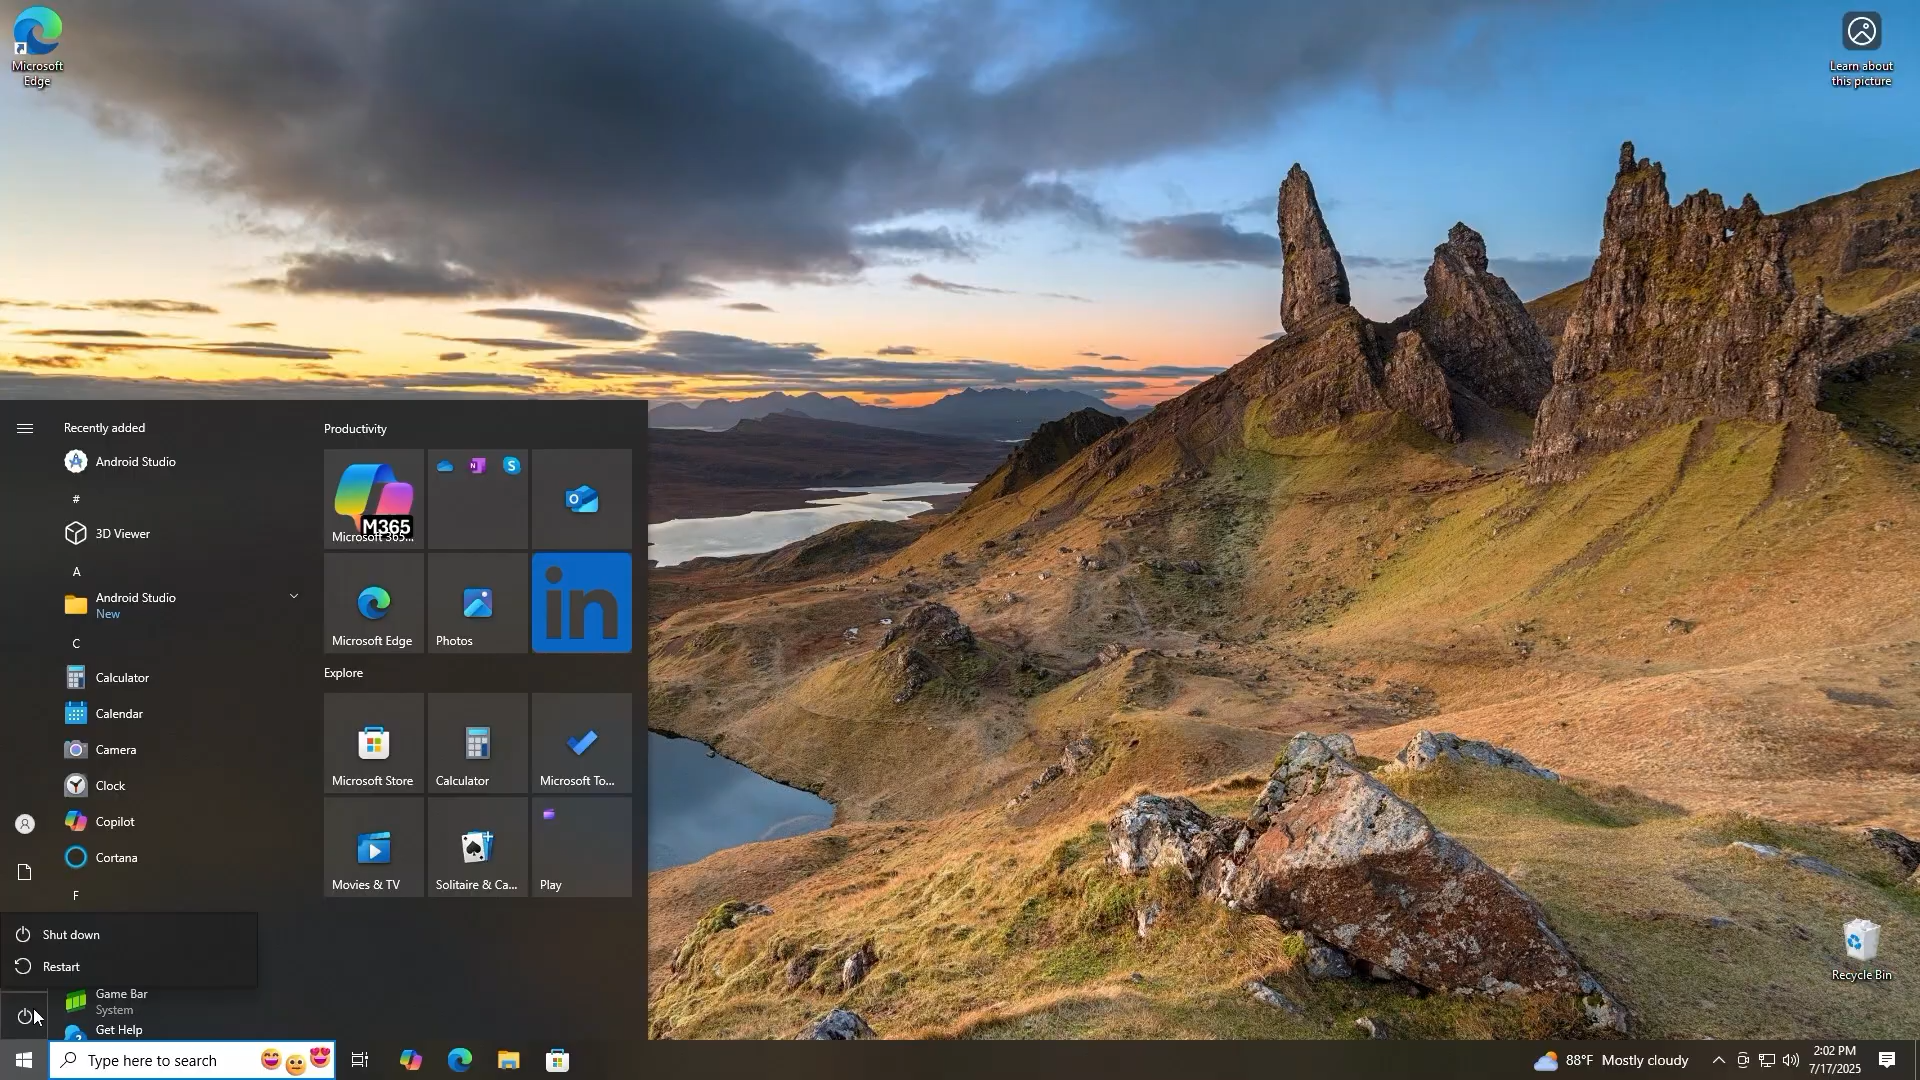 Microsoft
Edge
Learn about
this picture
Recently added
Android Studio
#
3D Viewer
A
Android Studio
New
C
Calculator
Calendar
Camera
Clock
Copilot
Cortana
F
Shut down
Restart
Game Bar
System
Get Help
Productivity
M365
Microsoft 365...
Microsoft Edge
Photos
in
Explore
Microsoft Store
Calculator
Microsoft To...
Movies & TV
Solitaire & Ca...
Play
Recycle Bin
Type here to search
88°F Mostly cloudy
2:02 PM
7/17/2025